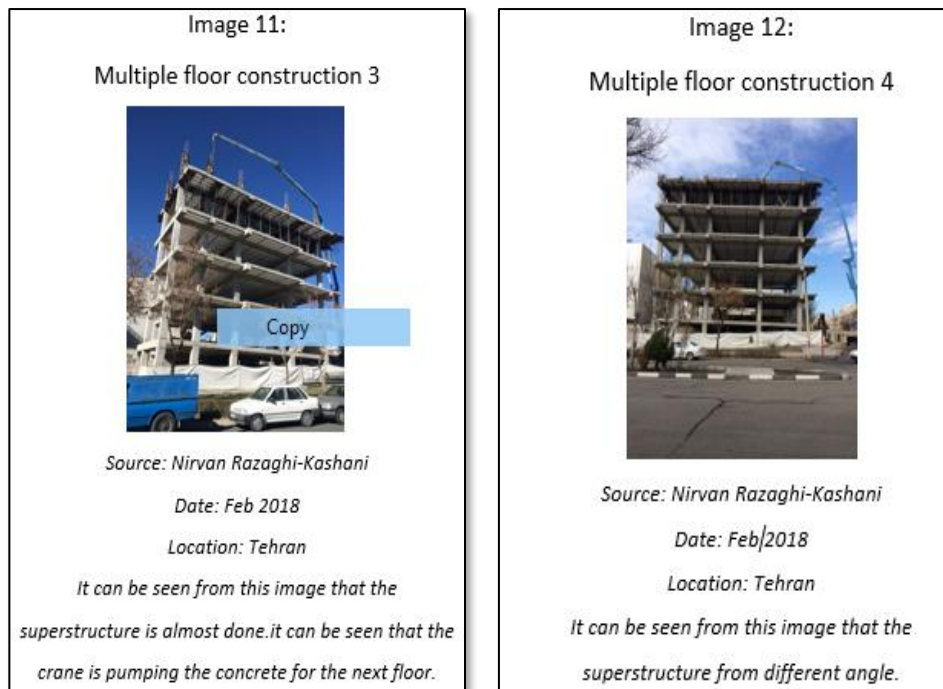 Image 11:
Multiple floor construction 3
Copy
Source: Nirvan Razaghi-Kashani
Date: Feb 2018
Location: Tehran
It can be seen from this image that the
superstructure is almost done.it can be seen that the
crane is pumping the concrete for the next floor.
Image 12:
Multiple floor construction 4
Source: Nirvan Razaghi-Kashani
Date: Feb 2018
Location: Tehran
It can be seen from this image that the
superstructure from different angle.